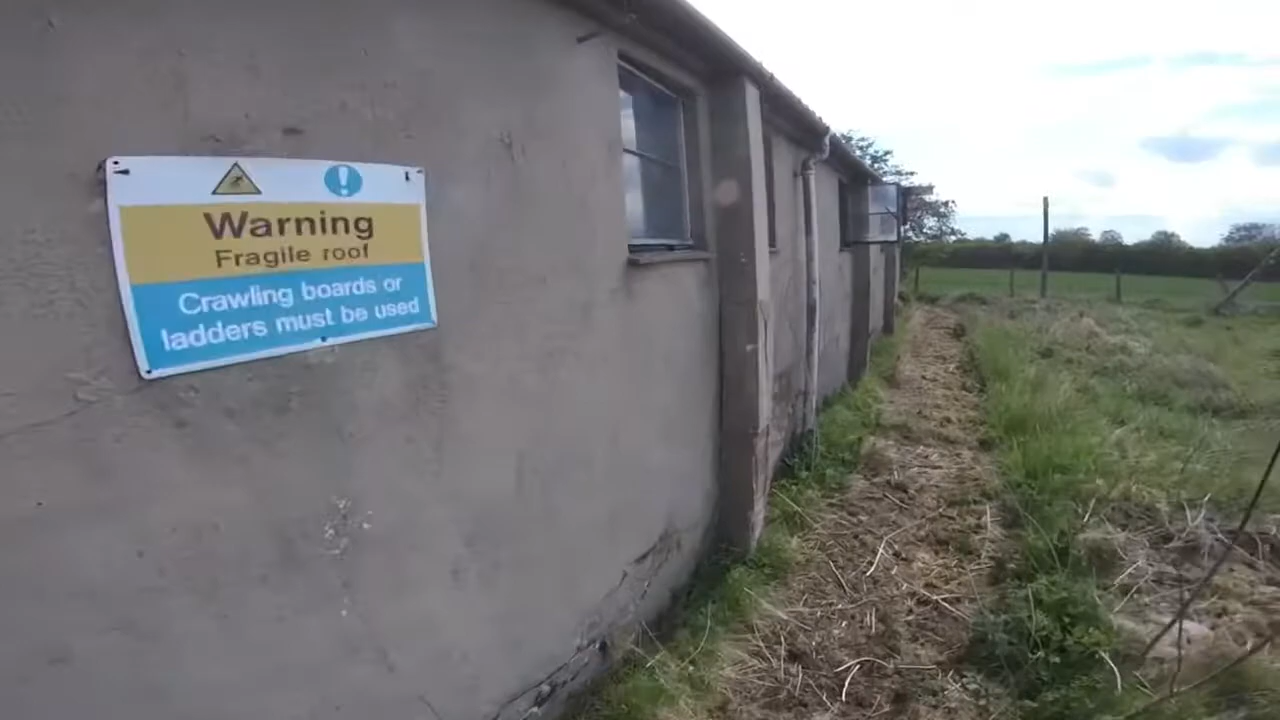 Warning
Fragile roof
Crawling boards or
ladders must be used